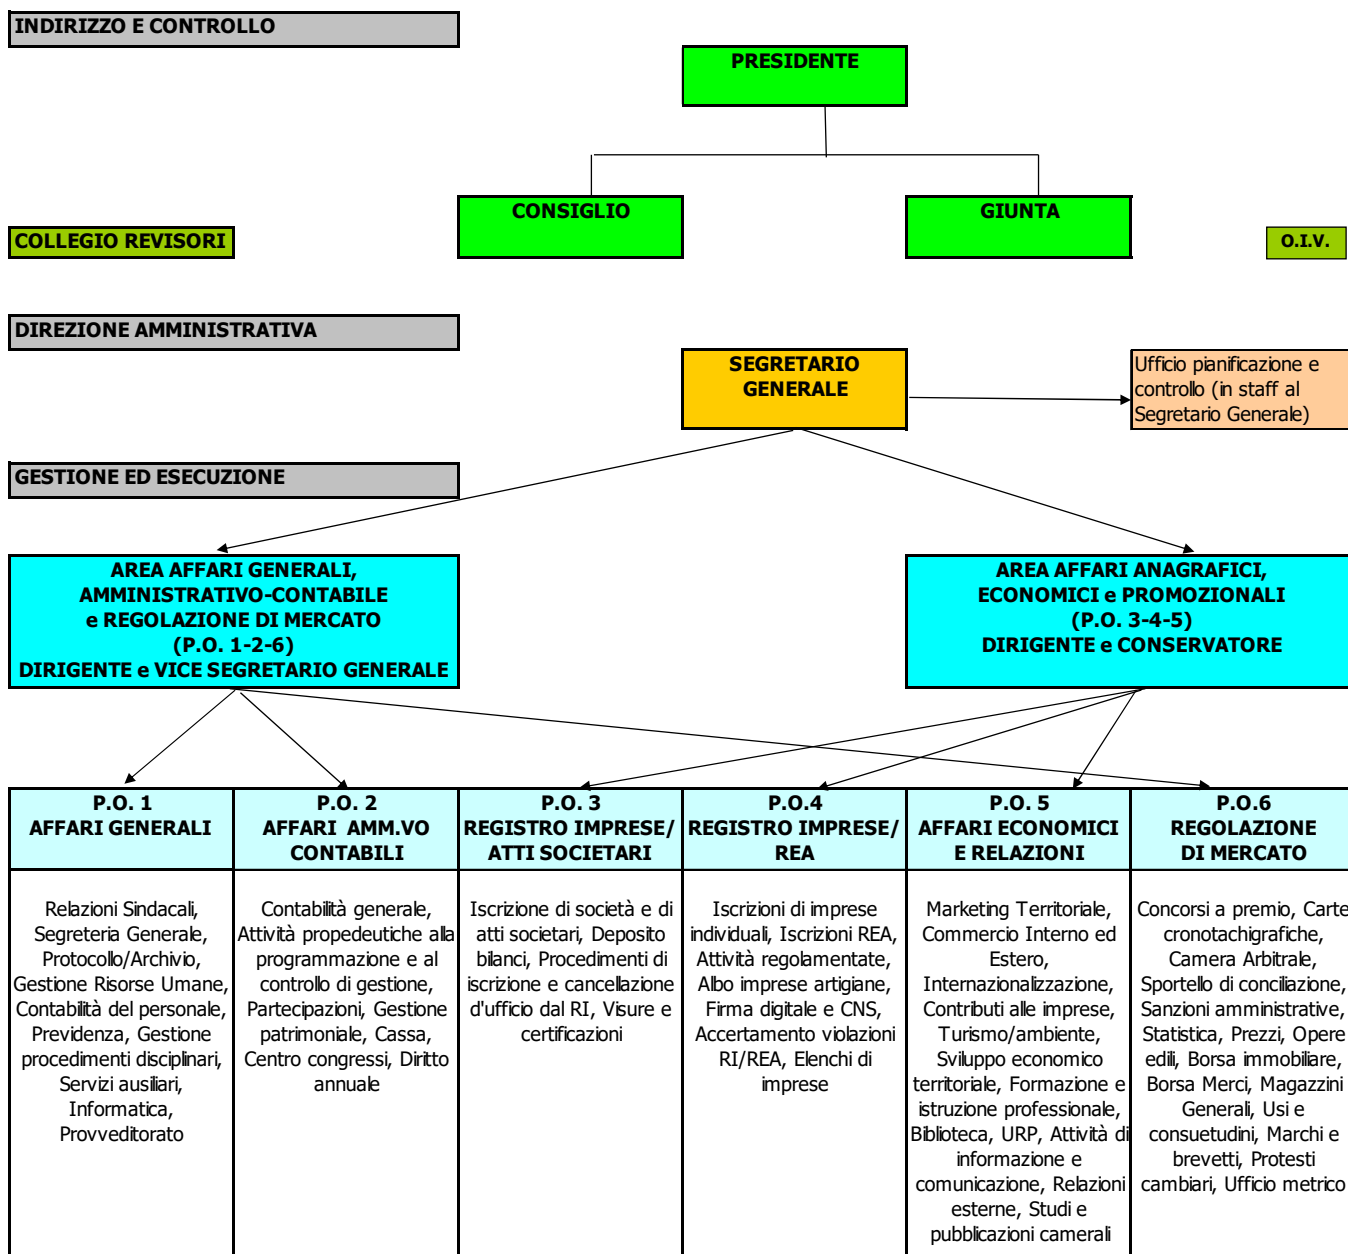 INDIRIZZO E CONTROLLO
PRESIDENTE
CONSIGLIO
GIUNTA
COLLEGIO REVISORI
O.I.V.
DIREZIONE AMMINISTRATIVA
SEGRETARIO
GENERALE
Ufficio pianificazione e
controllo (in staff al
Segretario Generale)
GESTIONE ED ESECUZIONE
AREA AFFARI GENERALI,
AMMINISTRATIVO-CONTABILE
e REGOLAZIONE DI MERCATO
(P.O. 1-2-6)
DIRIGENTE e VICE SEGRETARIO GENERALE
AREA AFFARI ANAGRAFICI,
ECONOMICI e PROMOZIONALI
(P.O. 3-4-5)
DIRIGENTE e CONSERVATORE
P.O. 1
AFFARI GENERALI
Relazioni Sindacali,
Segreteria Generale,
Protocollo/Archivio,
Gestione Risorse Umane,
Contabilità del personale,
Previdenza, Gestione
procedimenti disciplinari,
Servizi ausiliari,
Informatica,
Provveditorato
P.O. 2
AFFARI AMM.VO
CONTABILI
Contabilità generale,
Attività propedeutiche alla
programmazione e al
controllo di gestione,
Partecipazioni, Gestione
patrimoniale, Cassa,
Centro congressi, Diritto
annuale
P.O. 3
REGISTRO IMPRESE/
ATTI SOCIETARI
Iscrizione di società e di
atti societari, Deposito
bilanci, Procedimenti di
iscrizione e cancellazione
d'ufficio dal RI, Visure e
certificazioni
P.O.4
REGISTRO IMPRESE/
REA
Iscrizioni di imprese
individuali, Iscrizioni REA,
Attività regolamentate,
Albo imprese artigiane,
Firma digitale e CNS,
Accertamento violazioni
RI/REA, Elenchi di
imprese
P.O. 5
AFFARI ECONOMICI
E RELAZIONI
Marketing Territoriale,
Commercio Interno ed
Estero,
Internazionalizzazione,
Contributi alle imprese,
Turismo/ambiente,
Sviluppo economico
territoriale, Formazione e
istruzione professionale,
Biblioteca, URP, Attività di
informazione e
comunicazione, Relazioni
esterne, Studi e
pubblicazioni camerali
P.O.6
REGOLAZIONE
DI MERCATO
Concorsi a premio, Carte
cronotachigrafiche,
Camera Arbitrale,
Sportello di conciliazione,
Sanzioni amministrative,
Statistica, Prezzi, Opere
edili, Borsa immobiliare,
Borsa Merci, Magazzini
Generali, Usi e
consuetudini, Marchi e
brevetti, Protesti
cambiari, Ufficio metrico